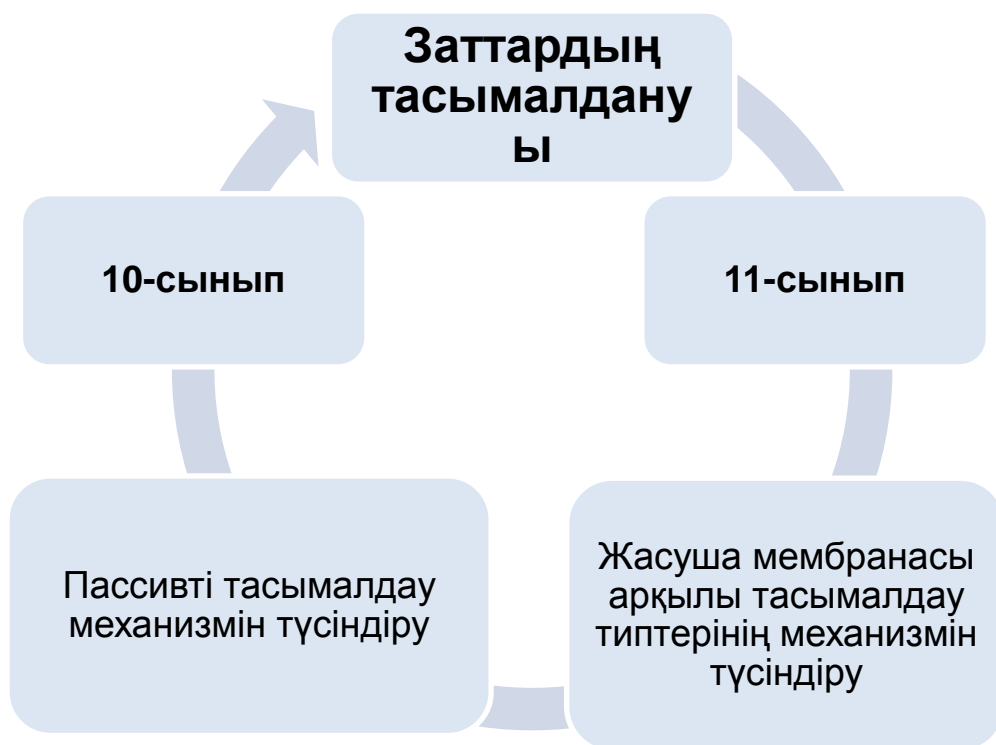 Заттардың
тасымалдану
ы
10-сынып
11-сынып
Пассивті тасымалдау
механизмін түсіндіру
Жасуша мембранасы
арқылы тасымалдау
типтерінің механизмін
түсіндіру